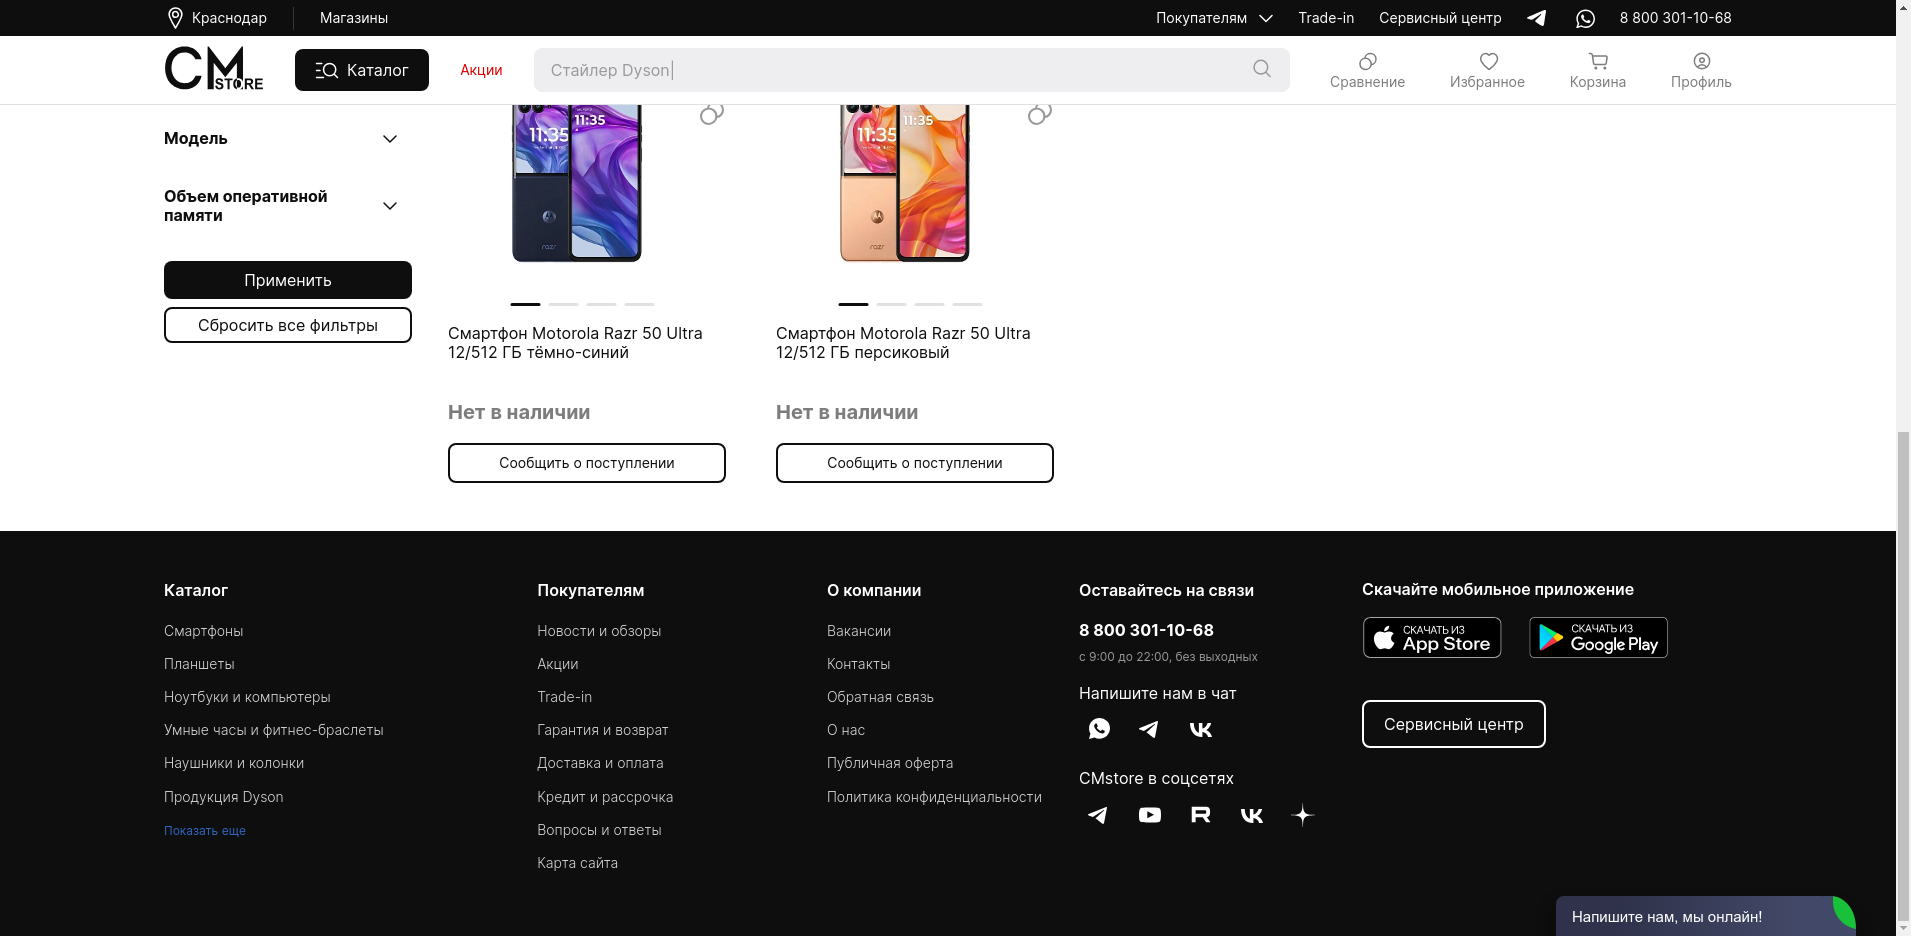 Краснодар
Магазины
Покупателям
Trade-in
Сервисный центр
8 800 301-10-68
CM STORE
Каталог
Акции
Стайлер Dyson
Сравнение
Избранное
Корзина
Профиль
Модель
Объем оперативной
памяти
Применить
Сбросить все фильтры
11:35
11:35
razr
11:35
11:35
razr
Смартфон Motorola Razr 50 Ultra
12/512 ГБ тёмно-синий
Нет в наличии
Сообщить о поступлении
Смартфон Motorola Razr 50 Ultra
12/512 ГБ персиковый
Нет в наличии
Сообщить о поступлении
Каталог
Смартфоны
Планшеты
Ноутбуки и компьютеры
Умные часы и фитнес-браслеты
Наушники и колонки
Продукция Dyson
Показать еще
Покупателям
Новости и обзоры
Акции
Trade-in
Гарантия и возврат
Доставка и оплата
Кредит и рассрочка
Вопросы и ответы
Карта сайта
О компании
Вакансии
Контакты
Обратная связь
О нас
Публичная оферта
Политика конфиденциальности
Оставайтесь на связи
8 800 301-10-68
с 9:00 до 22:00, без выходных
Напишите нам в чат
CMstore в соцсетях
Скачайте мобильное приложение
СКАЧАТЬ ИЗ
App Store
СКАЧАТЬ ИЗ
Google Play
Сервисный центр
Напишите нам, мы онлайн!